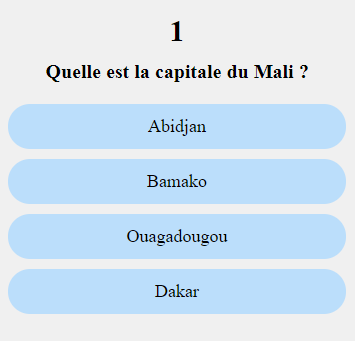 1
Quelle est la capitale du Mali ?
Abidjan
Bamako
Ouagadougou
Dakar